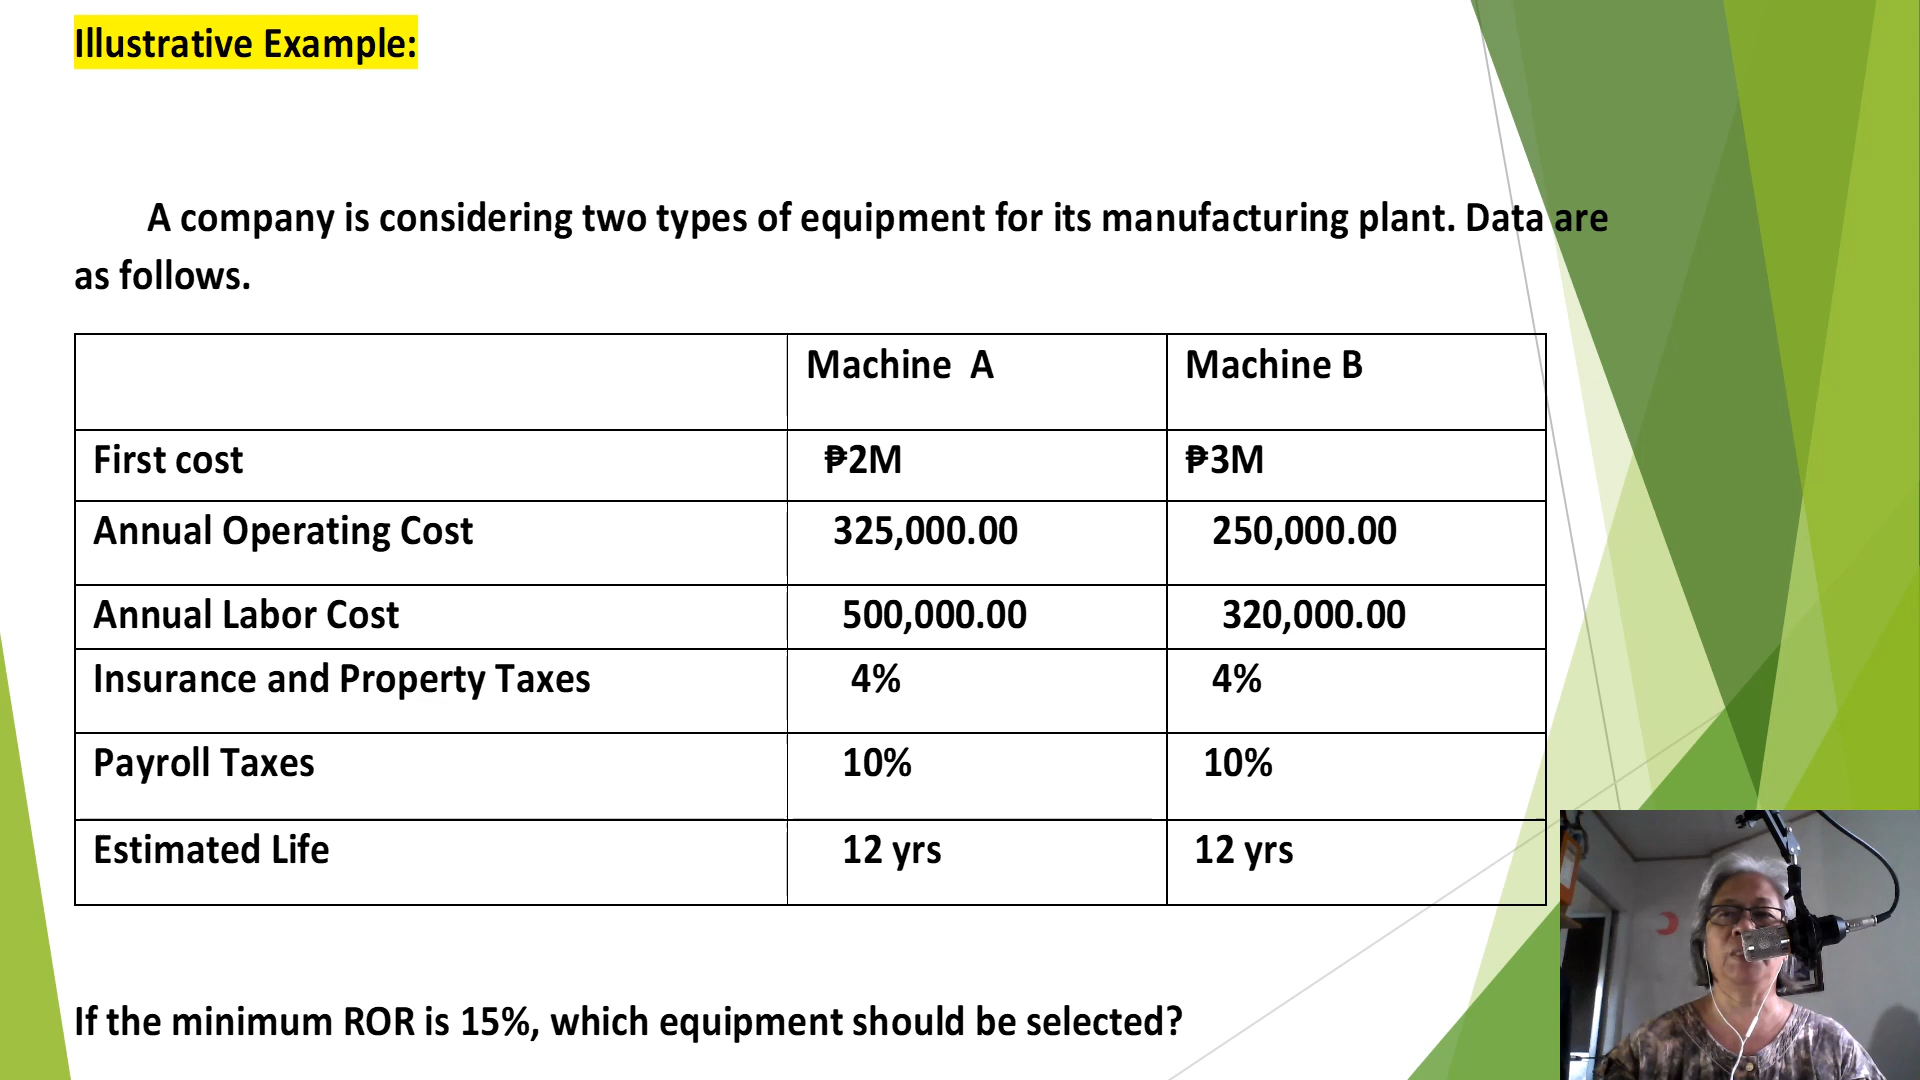 Illustrative Example:
A company is considering two types of equipment for its manufacturing plant. Data are
as follows.
Machine A Machine B
First cost ₱2M ₱3M
Annual Operating Cost 325,000.00 250,000.00
Annual Labor Cost 500,000.00 320,000.00
Insurance and Property Taxes 4% 4%
Payroll Taxes 10% 10%
Estimated Life 12 yrs 12 yrs
If the minimum ROR is 15%, which equipment should be selected?